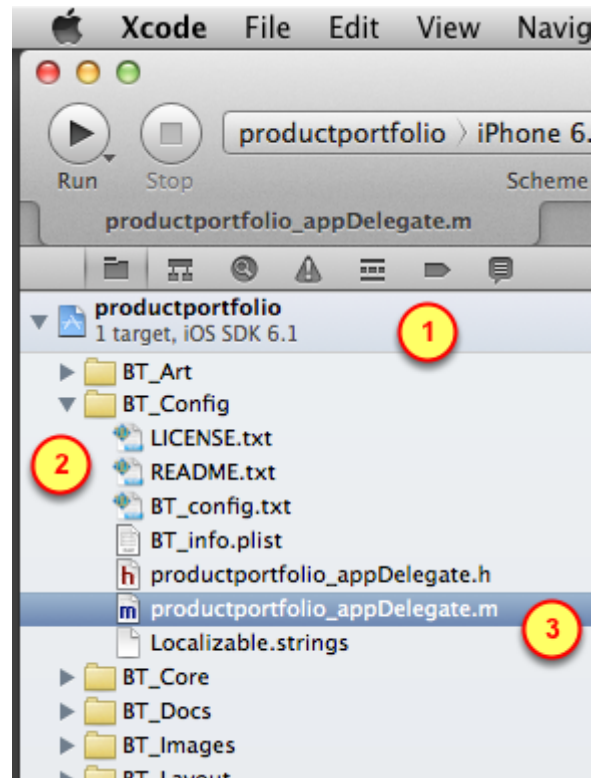 Xcode File Edit View Navig
productportfolio 〉 iPhone 6.
Run Stop Scheme
productportfolio_appDelegate.m
productportfolio
1 target, iOS SDK 6.1
1
BT_Art
BT_Config
LICENSE.txt
2
README.txt
BT_config.txt
BT_info.plist
h productportfolio_appDelegate.h
m productportfolio_appDelegate.m
3
Localizable.strings
BT_Core
BT_Docs
BT_Images
BT_Layout